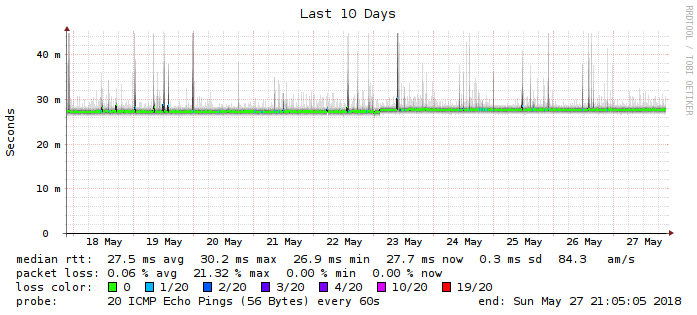 Last 10 Days
RRDTOOL / TOBI OETIKER
Seconds
40 m
30 m
20 m
10 m
0
18 May 19 May 20 May 21 May 22 May 23 May 24 May 25 May 26 May 27 May
median rtt: 27.5 ms avg 30.2 ms max 26.9 ms min 27.7 ms now 0.3 ms sd 84.3 am/s
packet loss: 0.06 % avg 21.32 % max 0.00 % min 0.00 % now
loss color: 0 1/20 2/20 3/20 4/20 10/20 19/20
probe: 20 ICMP Echo Pings (56 Bytes) every 60s end: Sun May 27 21:05:05 2018